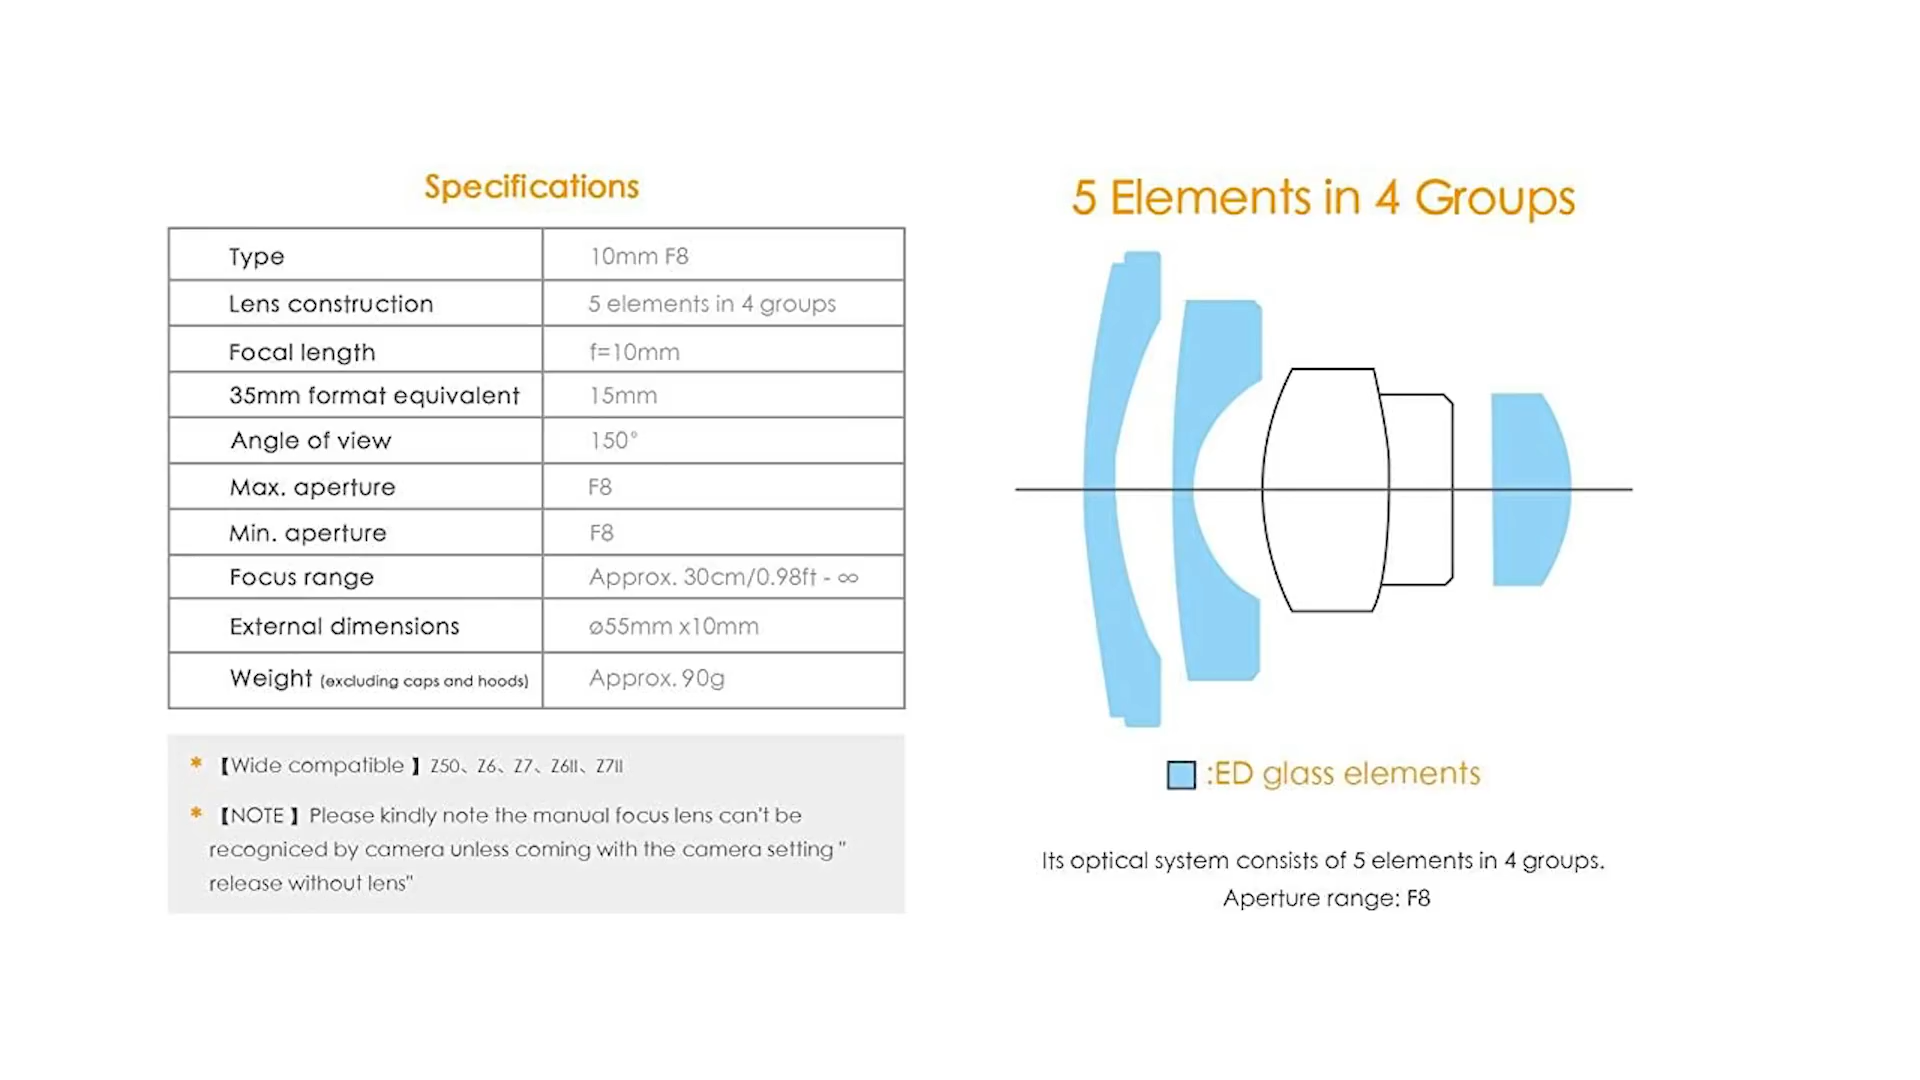 Specifications
Type 10mm F8
Lens construction 5 elements in 4 groups
Focal length f=10mm
35mm format equivalent 15mm
Angle of view 150°
Max. aperture F8
Min. aperture F8
Focus range Approx. 30cm/0.98ft - ∞
External dimensions ø55mm x10mm
Weight (excluding caps and hoods) Approx. 90g
* 【Wide compatible】Z50、Z6、Z7、Z6II、Z7II
* 【NOTE】Please kindly note the manual focus lens can't be
recogniced by camera unless coming with the camera setting "
release without lens"
5 Elements in 4 Groups
:ED glass elements
Its optical system consists of 5 elements in 4 groups.
Aperture range: F8